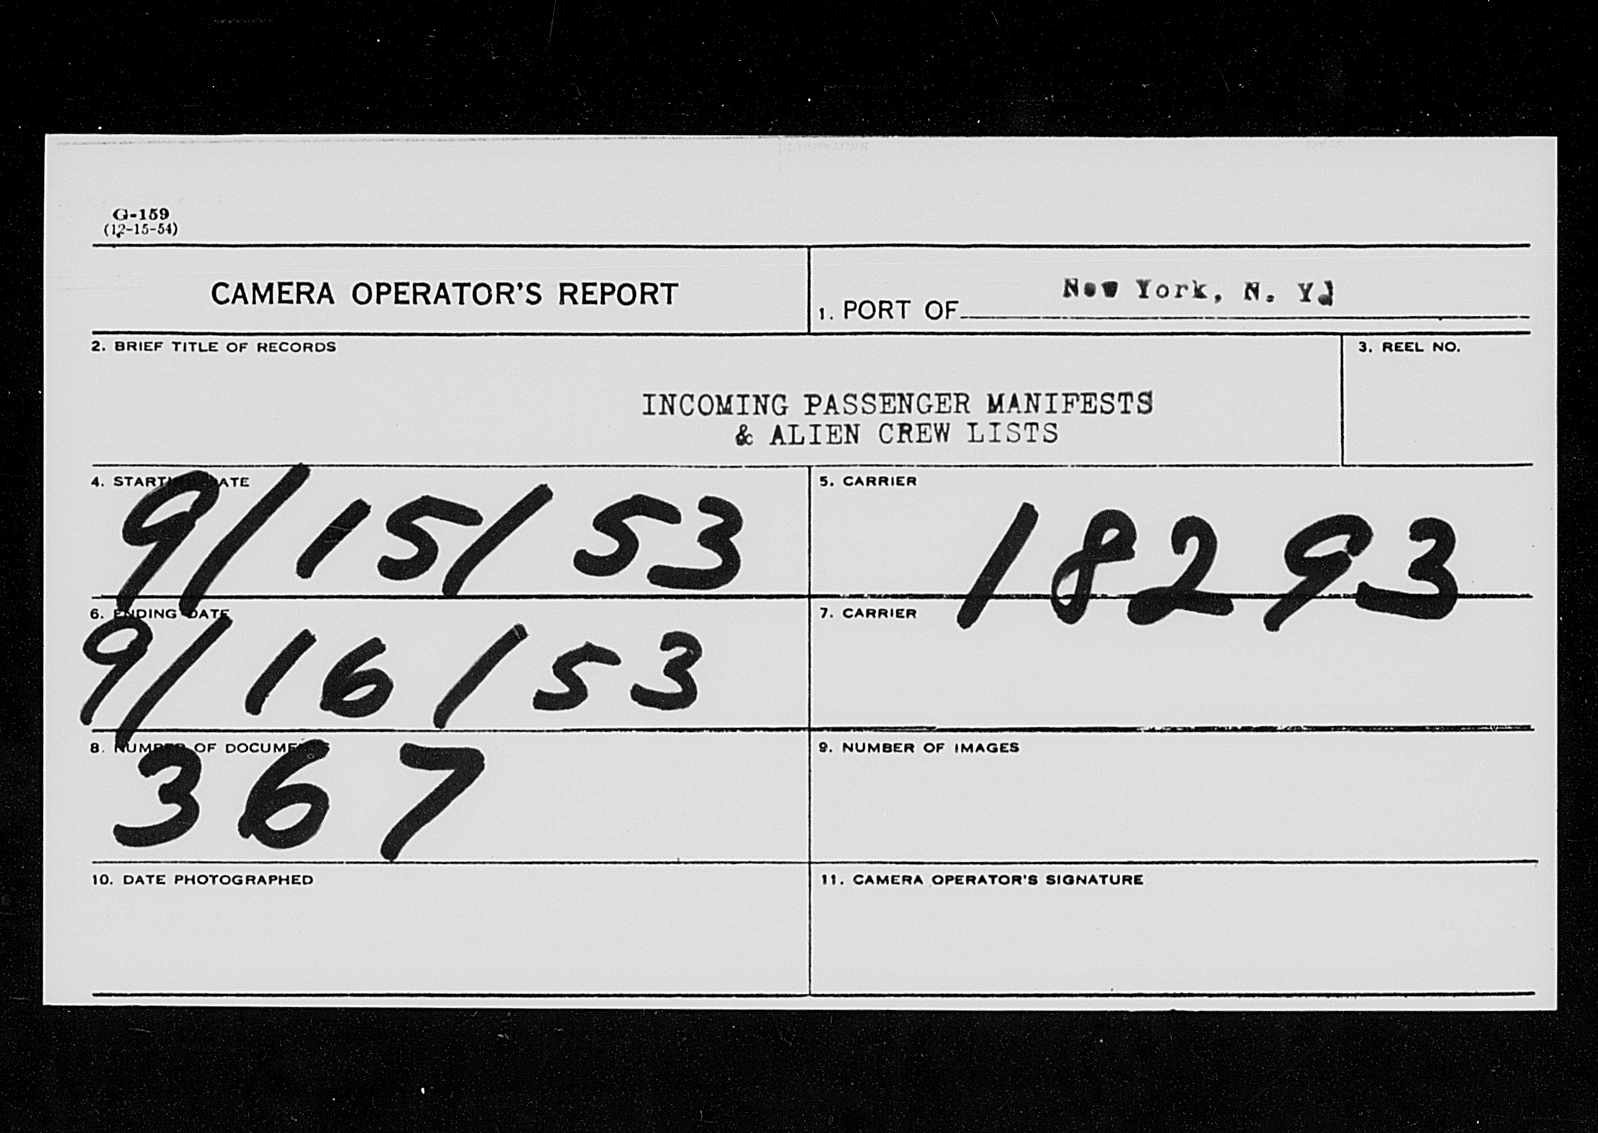 G-159
(12-15-54)
CAMERA OPERATOR'S REPORT
1. PORT OF New York, N. Y.
2. BRIEF TITLE OF RECORDS
3. REEL NO.
INCOMING PASSENGER MANIFESTS
& ALIEN CREW LISTS
4. STARTING DATE
9/15/53
5. CARRIER
18293
6. ENDING DATE
9/16/53
7. CARRIER
8. NUMBER OF DOCUMENTS
367
9. NUMBER OF IMAGES
10. DATE PHOTOGRAPHED
11. CAMERA OPERATOR'S SIGNATURE